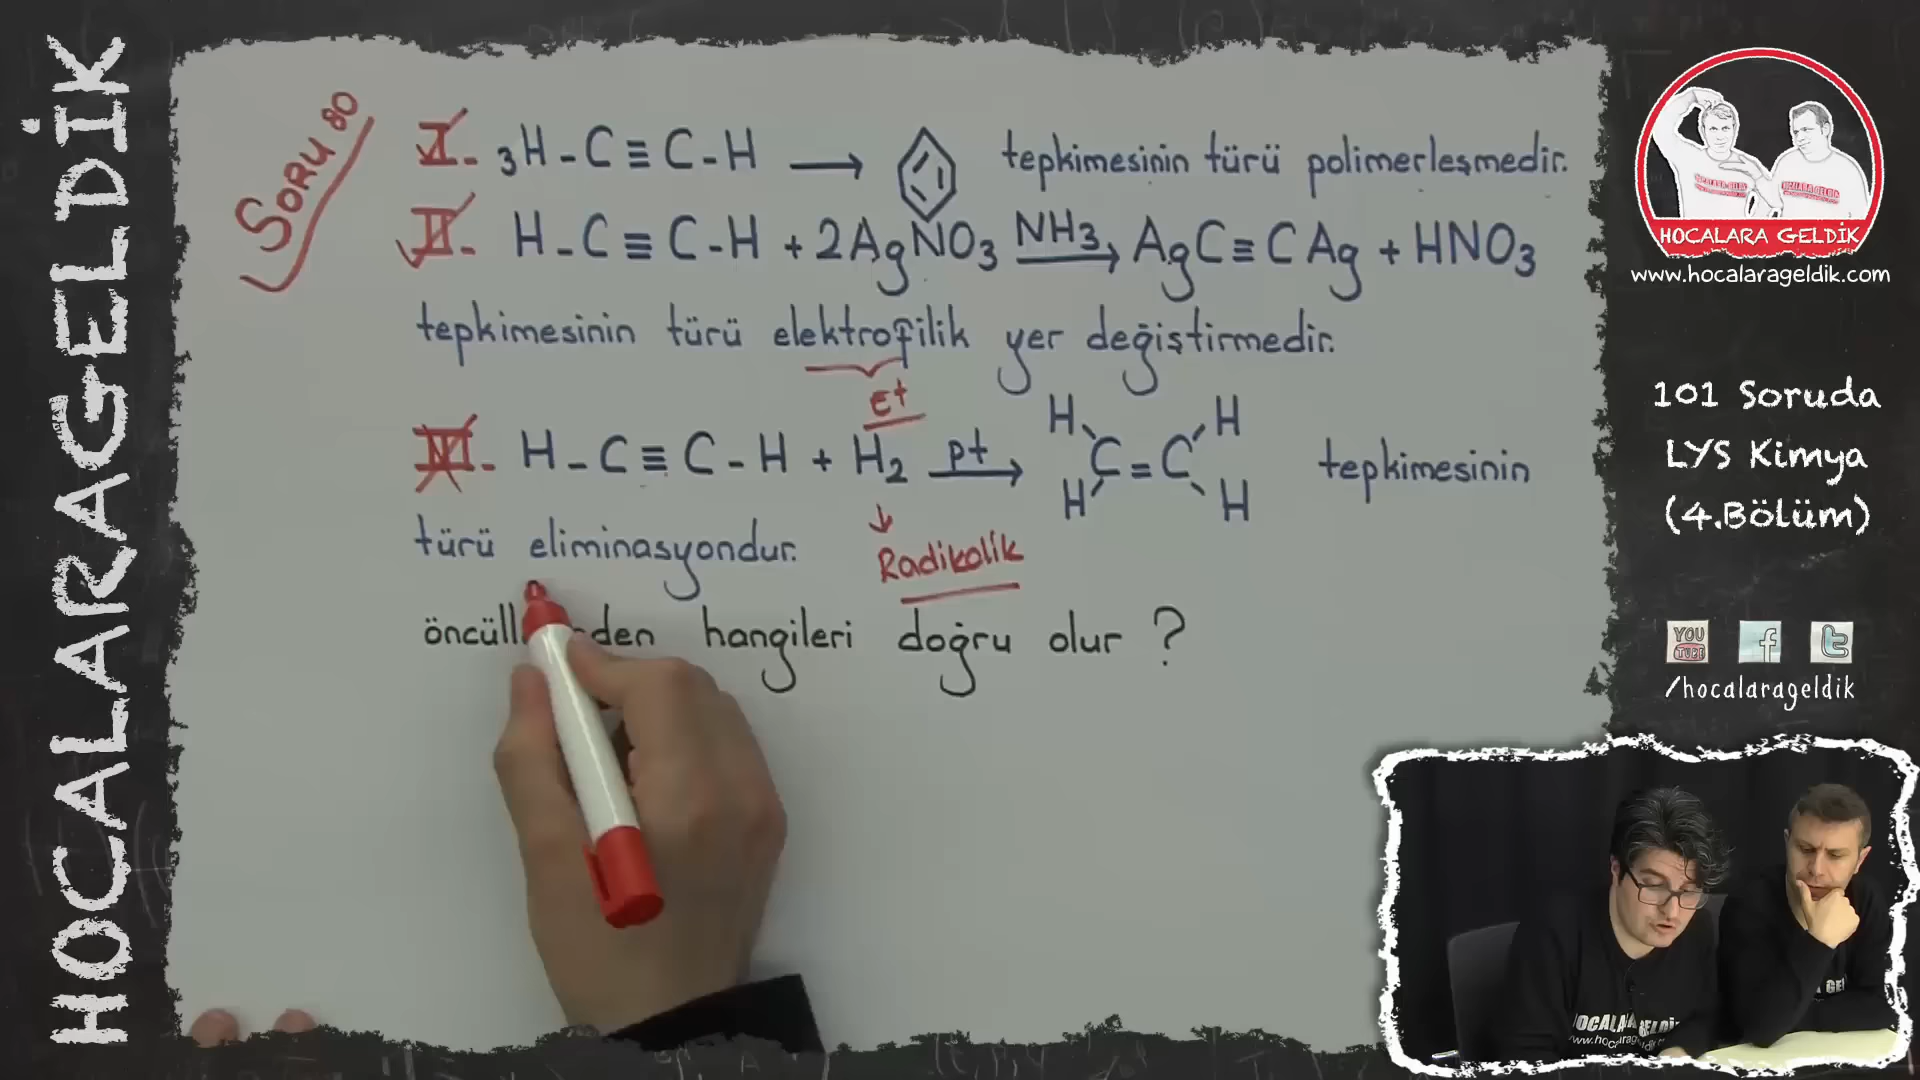 HOCALARAGELDİK
SORU 80
I- 3H-C≡C-H → tepkimesinin türü polimerleşmedir.
II- H-C≡C-H + 2AgNO3 NH3→ AgC≡CAg + HNO3
tepkimesinin türü elektrofilik yer değiştirmedir.
E+
III- H-C≡C-H + H2 pt→ H H C=C H H tepkimesinin
türü eliminasyondur.
Radikalik
hangileri doğru olur ?
HOCALARA GELDİK
www.hocalarageldik.com
101 Soruda
LYS Kimya
(4.Bölüm)
YOU
TUBE
f
t
/hocalarageldik